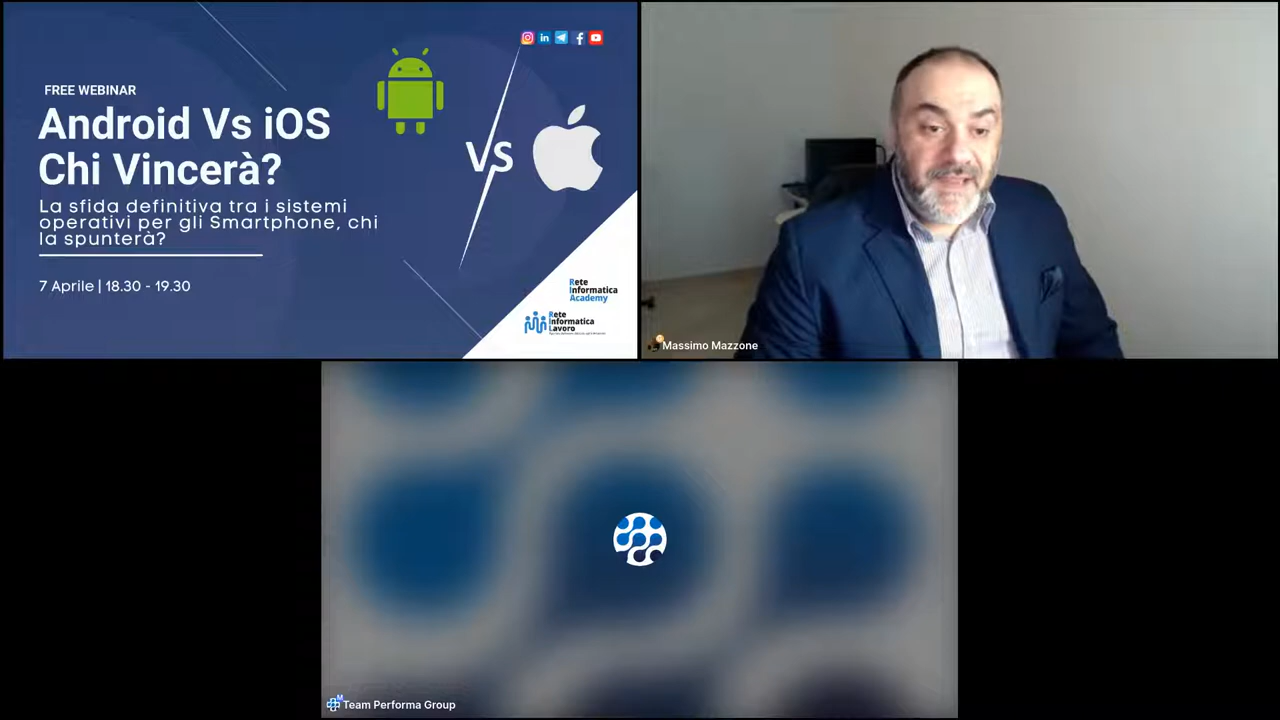 FREE WEBINAR
Android Vs iOS
Chi Vincerà?
La sfida definitiva tra i sistemi
operativi per gli Smartphone, chi
la spunterà?
7 Aprile | 18.30 - 19.30
VS
Rete
Informatica
Academy
Rete
Informatica
Lavoro
Massimo Mazzone
M
Team Performa Group